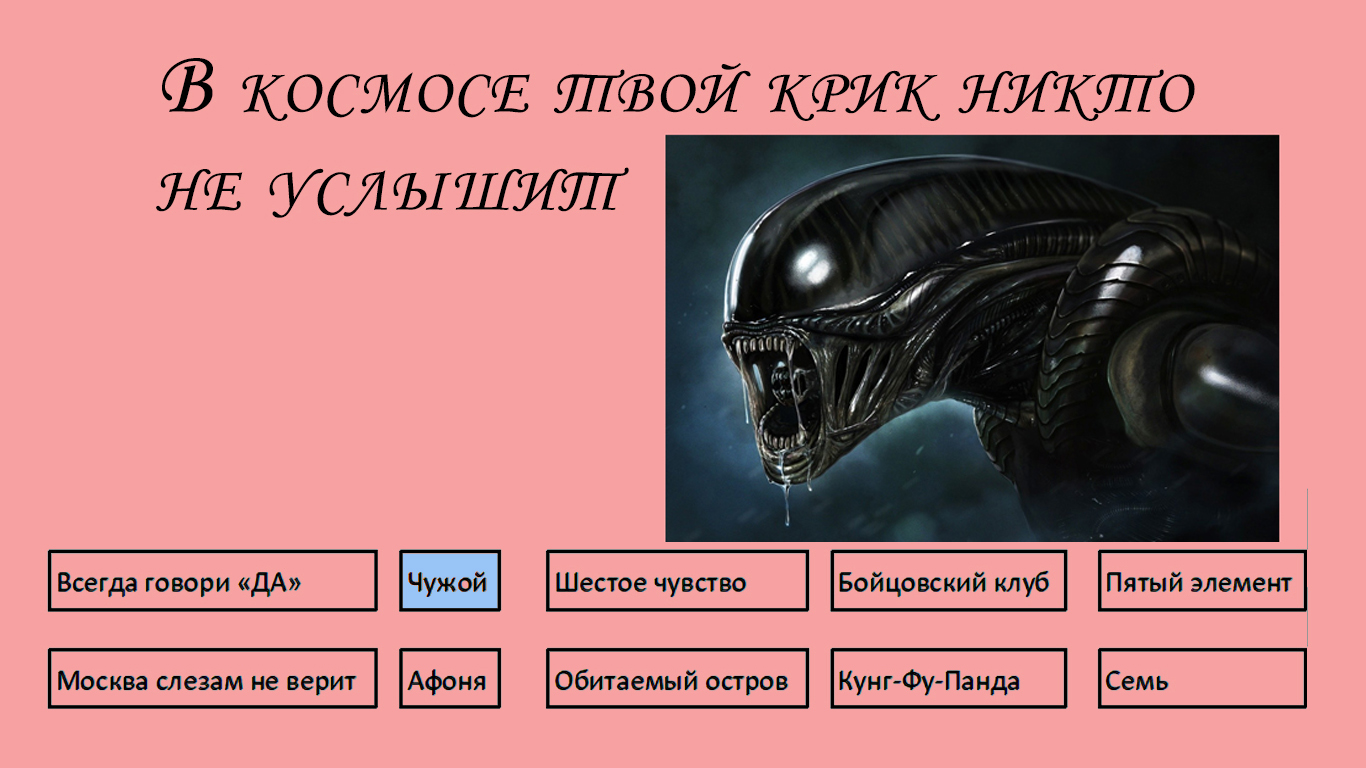 В космосе твой крик никто
не услышит
Всегда говори «ДА»
Чужой
Шестое чувство
Бойцовский клуб
Пятый элемент
Москва слезам не верит
Афоня
Обитаемый остров
Кунг-Фу-Панда
Семь